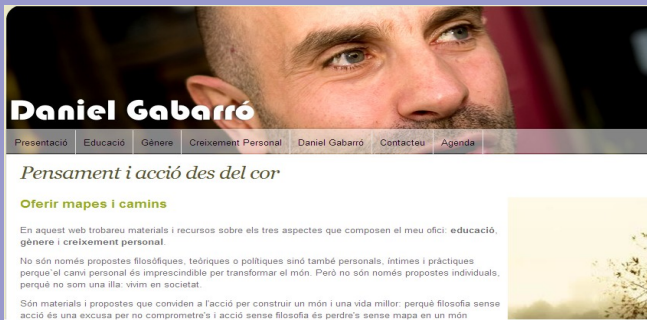 Daniel Gabarró
Presentació Educació Gènere Creixement Personal Daniel Gabarró Contacteu Agenda
Pensament i acció des del cor
Oferir mapes i camins
En aquest web trobareu materials i recursos sobre els tres aspectes que composen el meu ofici: educació,
gènere i creixement personal.
No són només propostes filosòfiques, teòriques o polítiques sinó també personals, íntimes i pràctiques
perque'el canvi personal és imprescindible per transformar el món. Però no són només propostes individuals,
perquè no som una illa: vivim en societat.
Són materials i propostes que conviden a l'acció per construir un món i una vida millor: perquè filosofia sense
acció és una excusa per no comprometre's i acció sense filosofia és perdre's sense mapa en un món